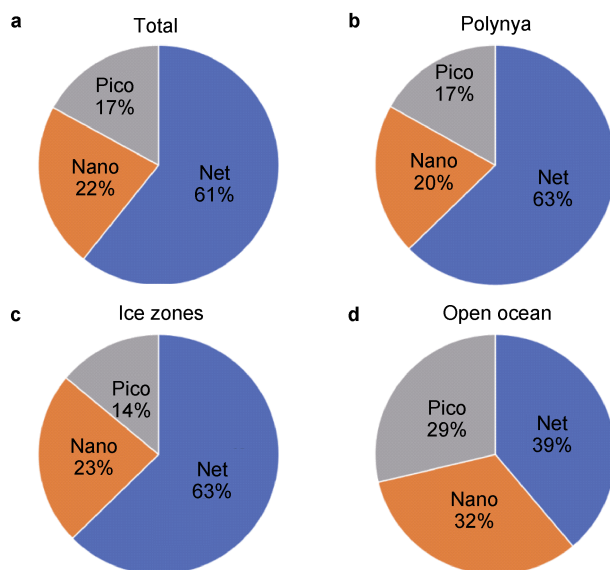 a Total
Pico
17%
Nano
22%
Net
61%
b Polynya
Pico
17%
Nano
20%
Net
63%
c Ice zones
Pico
14%
Nano
23%
Net
63%
d Open ocean
Pico
29%
Net
39%
Nano
32%